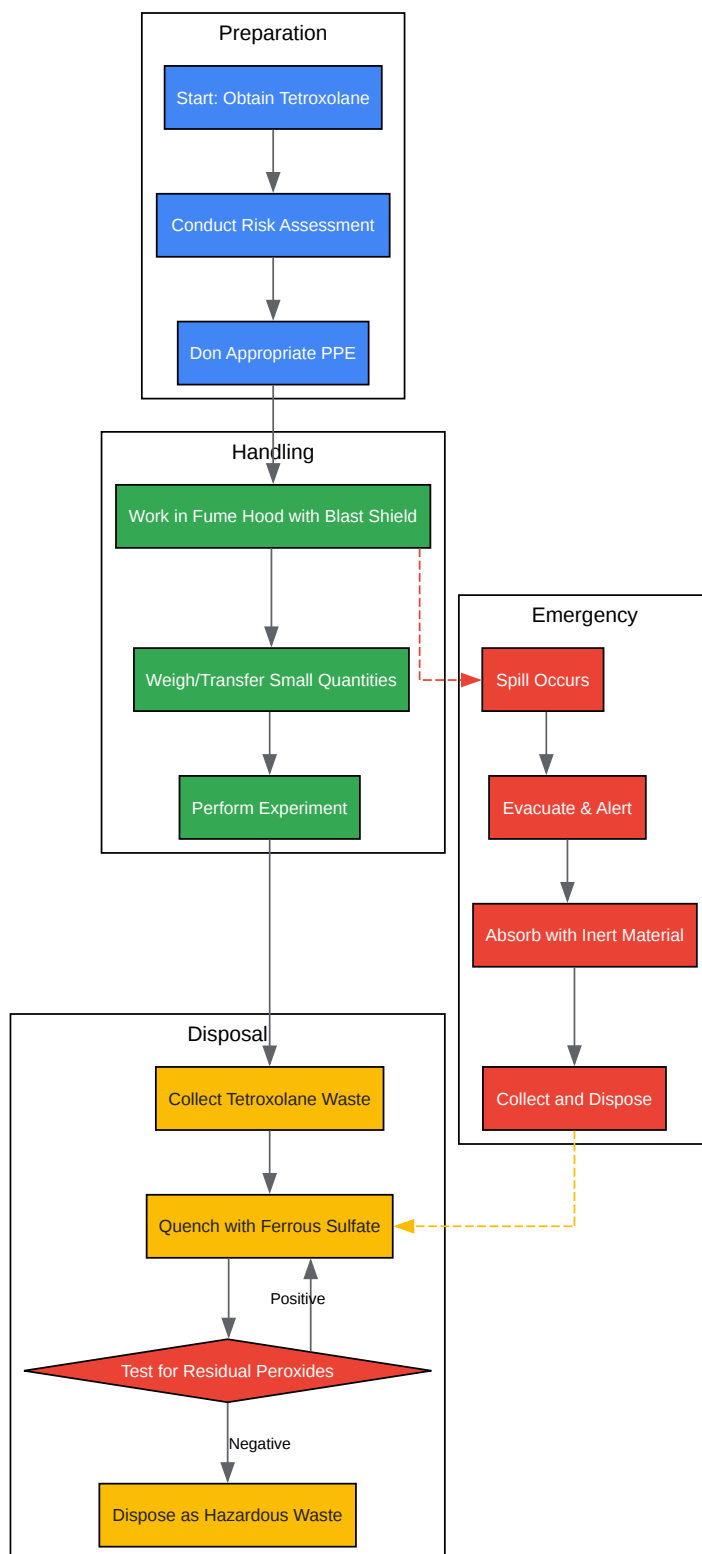 Preparation
Start: Obtain Tetroxolane
Conduct Risk Assessment
Don Appropriate PPE
Handling
Work in Fume Hood with Blast Shield
Weigh/Transfer Small Quantities
Perform Experiment
Emergency
Spill Occurs
Evacuate & Alert
Absorb with Inert Material
Collect and Dispose
Disposal
Collect Tetroxolane Waste
Quench with Ferrous Sulfate
Positive
Test for Residual Peroxides
Negative
Dispose as Hazardous Waste